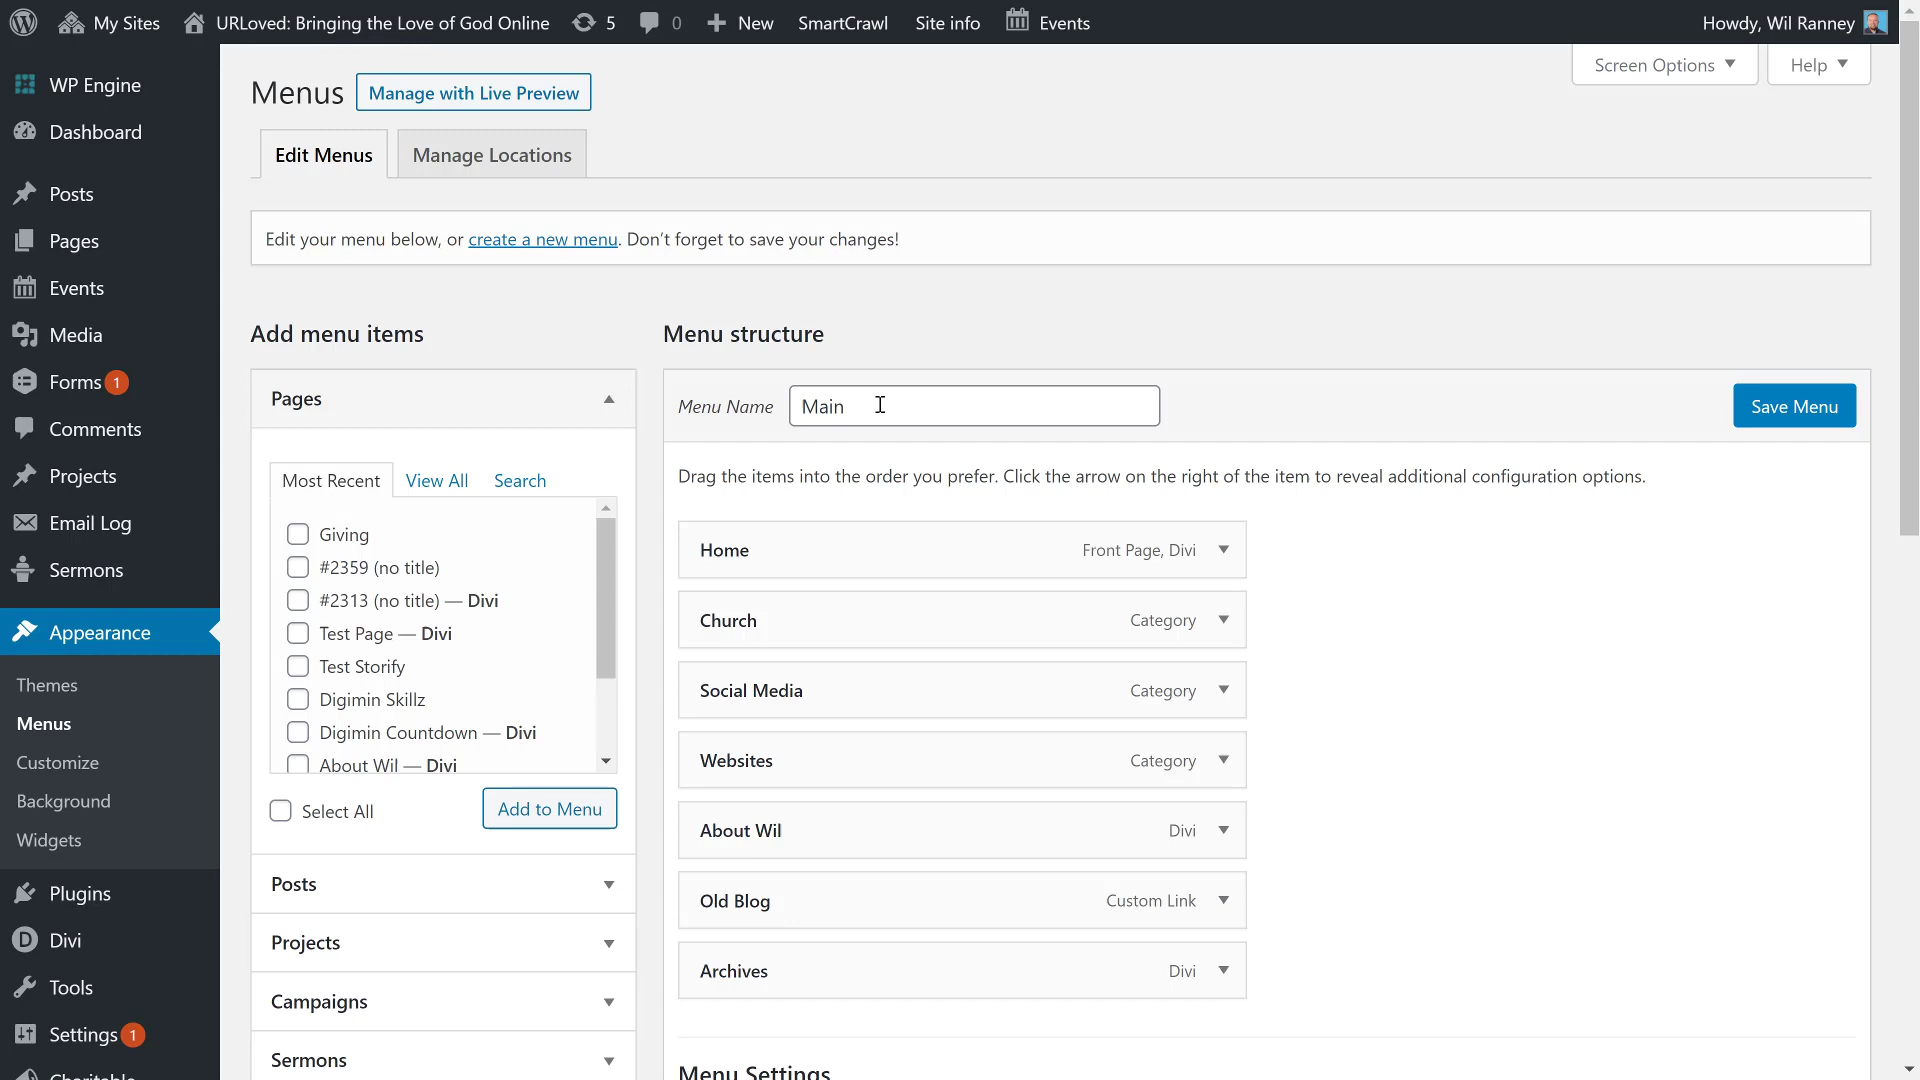 My Sites
URLoved: Bringing the Love of God Online
5
0
New
SmartCrawl
Site info
Events
Howdy, Wil Ranney
WP Engine
Dashboard
Posts
Pages
Events
Media
Forms 1
Comments
Projects
Email Log
Sermons
Appearance
Themes
Menus
Customize
Background
Widgets
Plugins
D Divi
Tools
Settings 1
Charitable
Screen Options
Help
Menus
Manage with Live Preview
Edit Menus
Manage Locations
Edit your menu below, or create a new menu. Don’t forget to save your changes!
Add menu items
Pages
Most Recent
View All
Search
Giving
#2359 (no title)
#2313 (no title) — Divi
Test Page — Divi
Test Storify
Digimin Skillz
Digimin Countdown — Divi
About Wil — Divi
Select All
Add to Menu
Posts
Projects
Campaigns
Sermons
Menu structure
Menu Name
Main
Save Menu
Drag the items into the order you prefer. Click the arrow on the right of the item to reveal additional configuration options.
Home
Front Page, Divi
Church
Category
Social Media
Category
Websites
Category
About Wil
Divi
Old Blog
Custom Link
Archives
Divi
Menu Settings